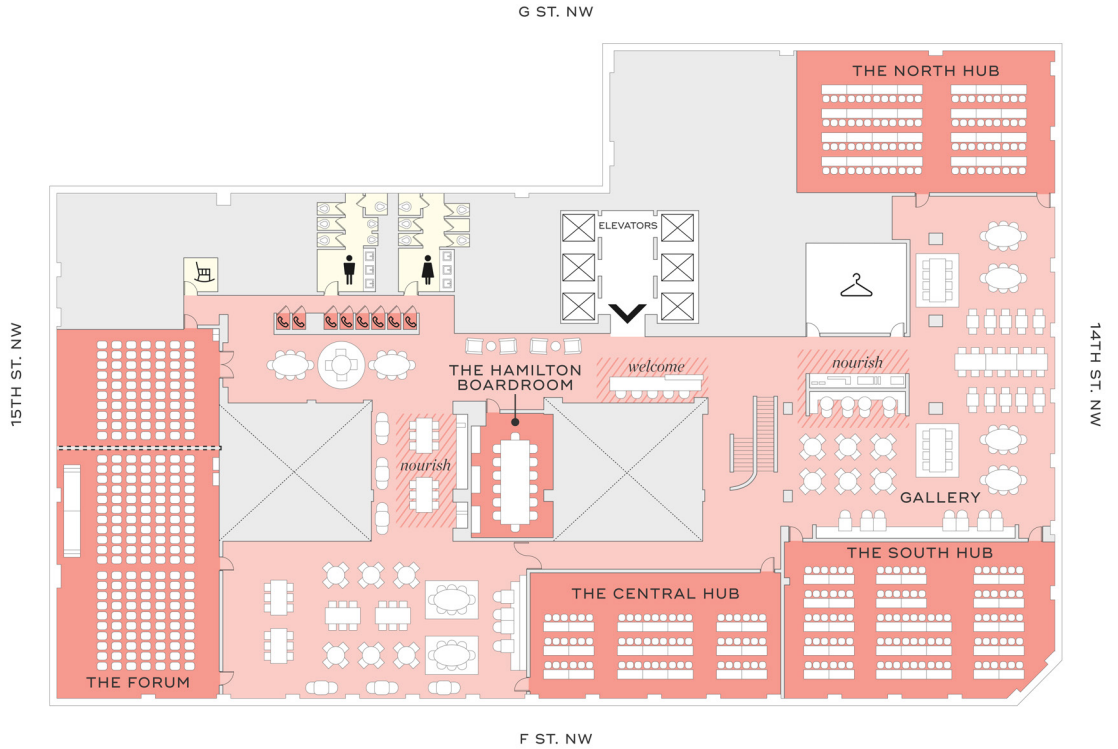 G ST. NW
THE NORTH HUB
ELEVATORS
15TH ST. NW
14TH ST. NW
welcome
nourish
THE HAMILTON
BOARDROOM
nourish
GALLERY
THE SOUTH HUB
THE CENTRAL HUB
THE FORUM
F ST. NW